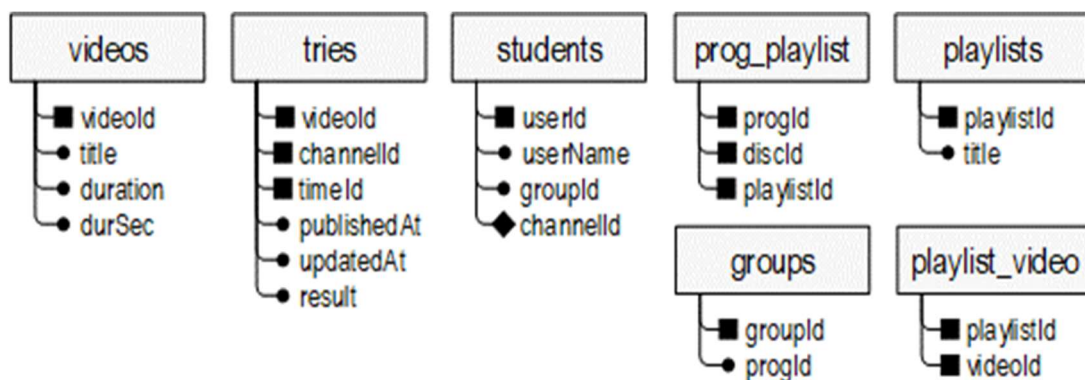 videos
videoId
title
duration
durSec
tries
videoId
channelId
timeId
publishedAt
updatedAt
result
students
userId
userName
groupId
channelId
prog_playlist
progId
discId
playlistId
playlists
playlistId
title
groups
groupId
progId
playlist_video
playlistId
videoId